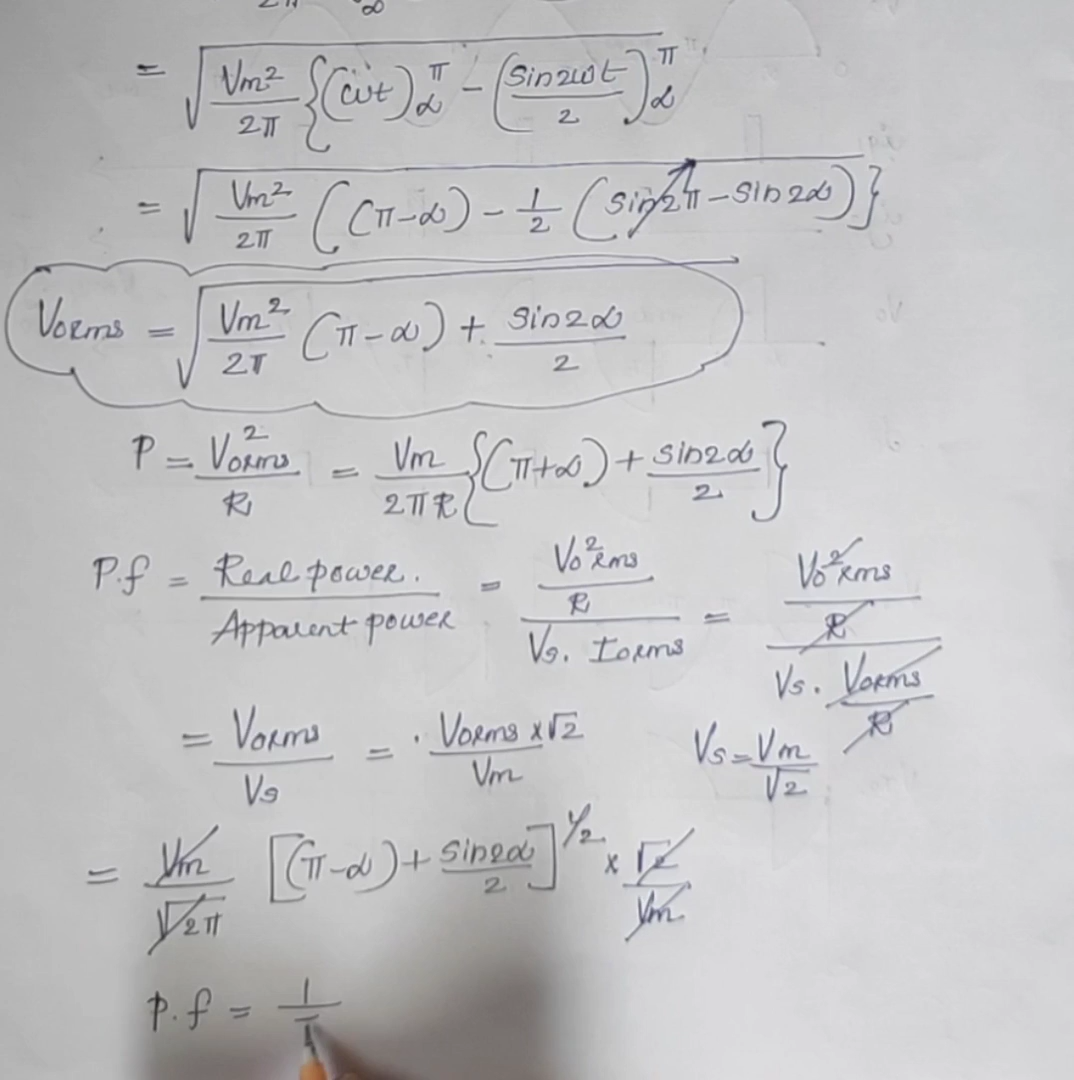 = √(Vm²/2π {(ωt)_α^π − (sin2ωt/2)_α^π
= √(Vm²/2π ((π−α) − 1/2 (sin2π − sin2α))}
Vorms = √(Vm²/2π (π−α) + sin2α/2)
P = V²orms/R = Vm/2πR {(π+α) + sin2α/2}
P.f = Real power./Apparent power = (Vo²rms/R)/(Vs. Iorms) = (Vo²rms/R)/(Vs. Vorms/R)
= Vorms/Vs = Vorms x√2/Vm Vs = Vm/√2
= Vm/√2π [(π−α) + sin2α/2]^1/2 x √2/Vm
P.f = 1/